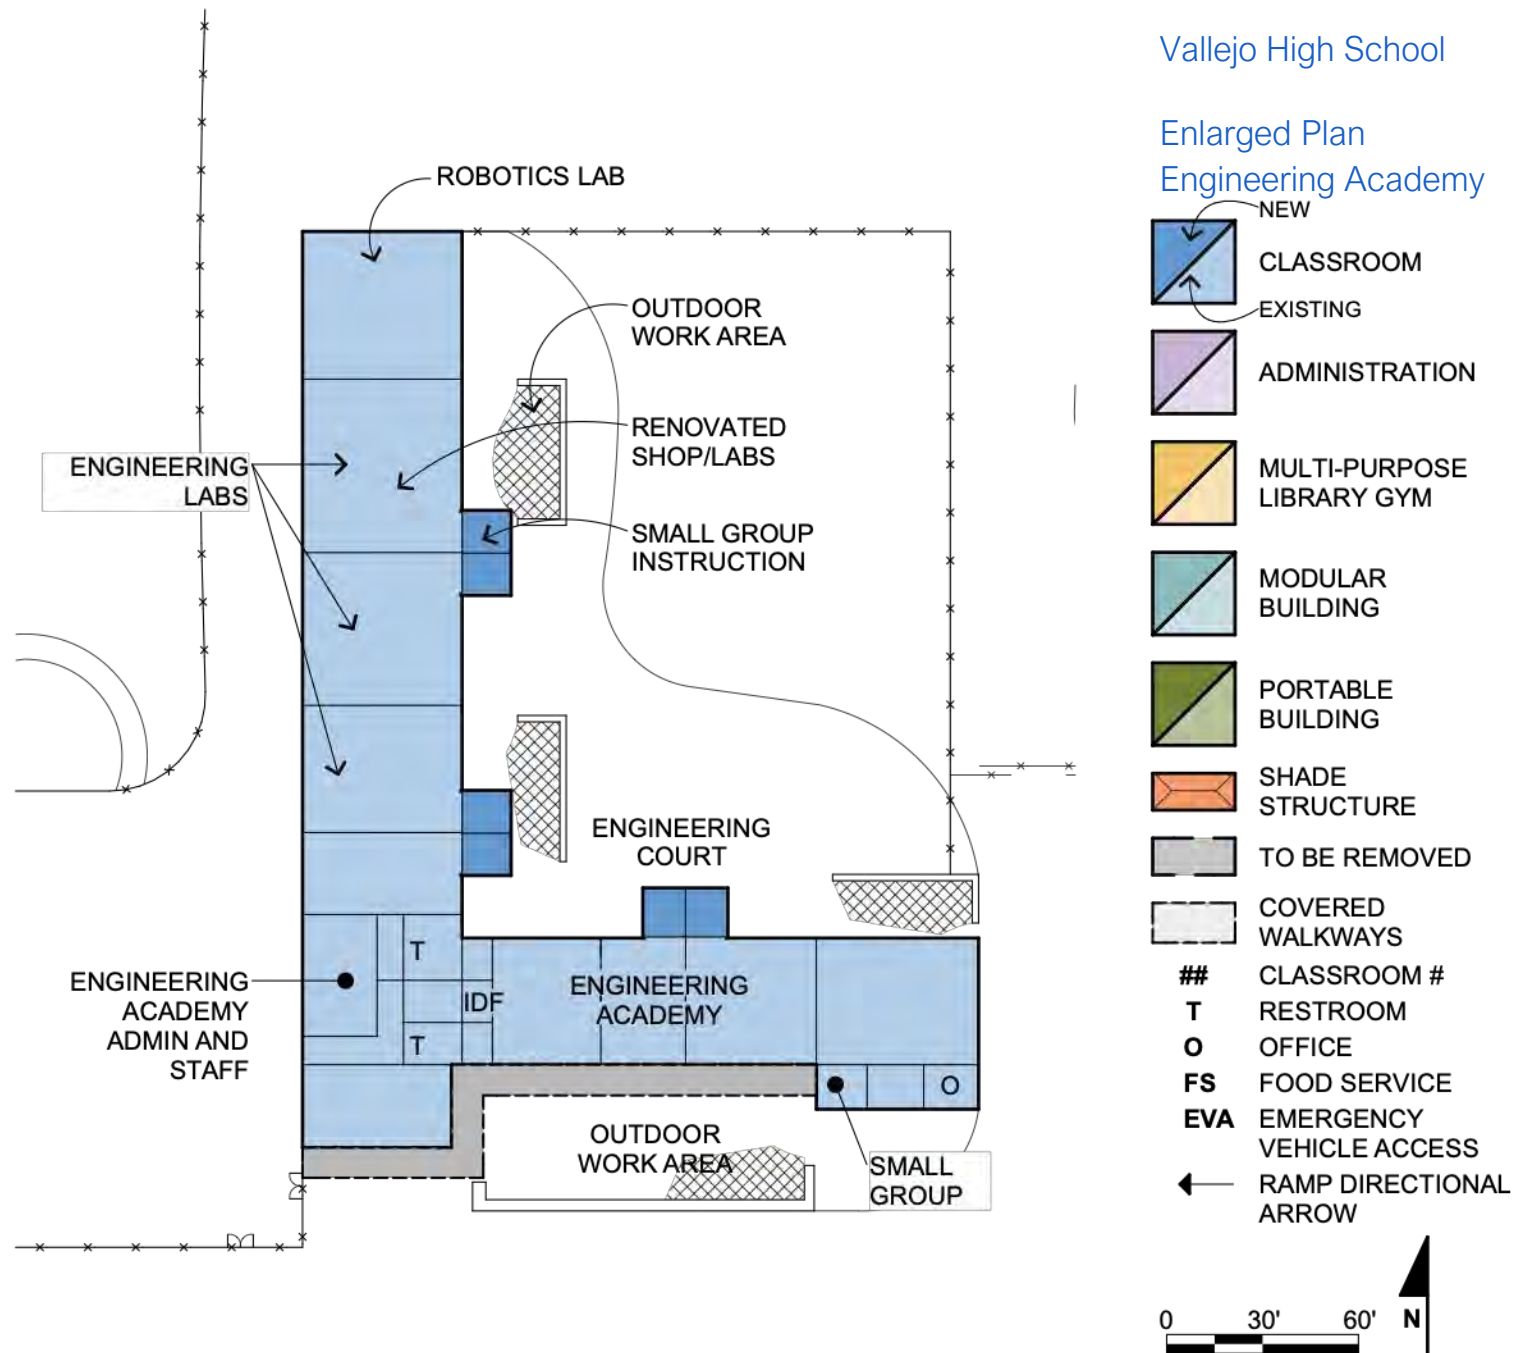 Vallejo High School
Enlarged Plan
Engineering Academy
ROBOTICS LAB
OUTDOOR
WORK AREA
RENOVATED
SHOP/LABS
ENGINEERING
LABS
SMALL GROUP
INSTRUCTION
ENGINEERING
COURT
T
IDF
T
ENGINEERING
ACADEMY
ENGINEERING
ACADEMY
ADMIN AND
STAFF
O
OUTDOOR
WORK AREA
SMALL
GROUP
NEW
CLASSROOM
EXISTING
ADMINISTRATION
MULTI-PURPOSE
LIBRARY GYM
MODULAR
BUILDING
PORTABLE
BUILDING
SHADE
STRUCTURE
TO BE REMOVED
COVERED
WALKWAYS
## CLASSROOM #
T RESTROOM
O OFFICE
FS FOOD SERVICE
EVA EMERGENCY
VEHICLE ACCESS
RAMP DIRECTIONAL
ARROW
0 30' 60' N